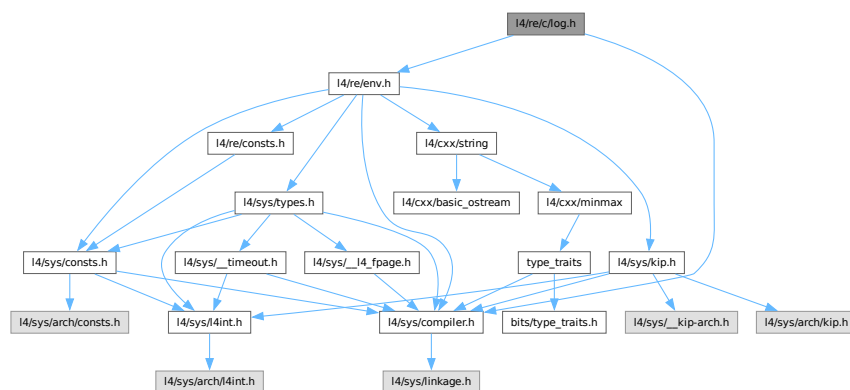 l4/re/c/log.h
l4/re/env.h
l4/re/consts.h
l4/cxx/string
l4/sys/types.h
l4/cxx/basic_ostream
l4/cxx/minmax
l4/sys/consts.h
l4/sys/__timeout.h
l4/sys/__l4_fpage.h
type_traits
l4/sys/kip.h
l4/sys/arch/consts.h
l4/sys/l4int.h
l4/sys/compiler.h
bits/type_traits.h
l4/sys/__kip-arch.h
l4/sys/arch/kip.h
l4/sys/arch/l4int.h
l4/sys/linkage.h